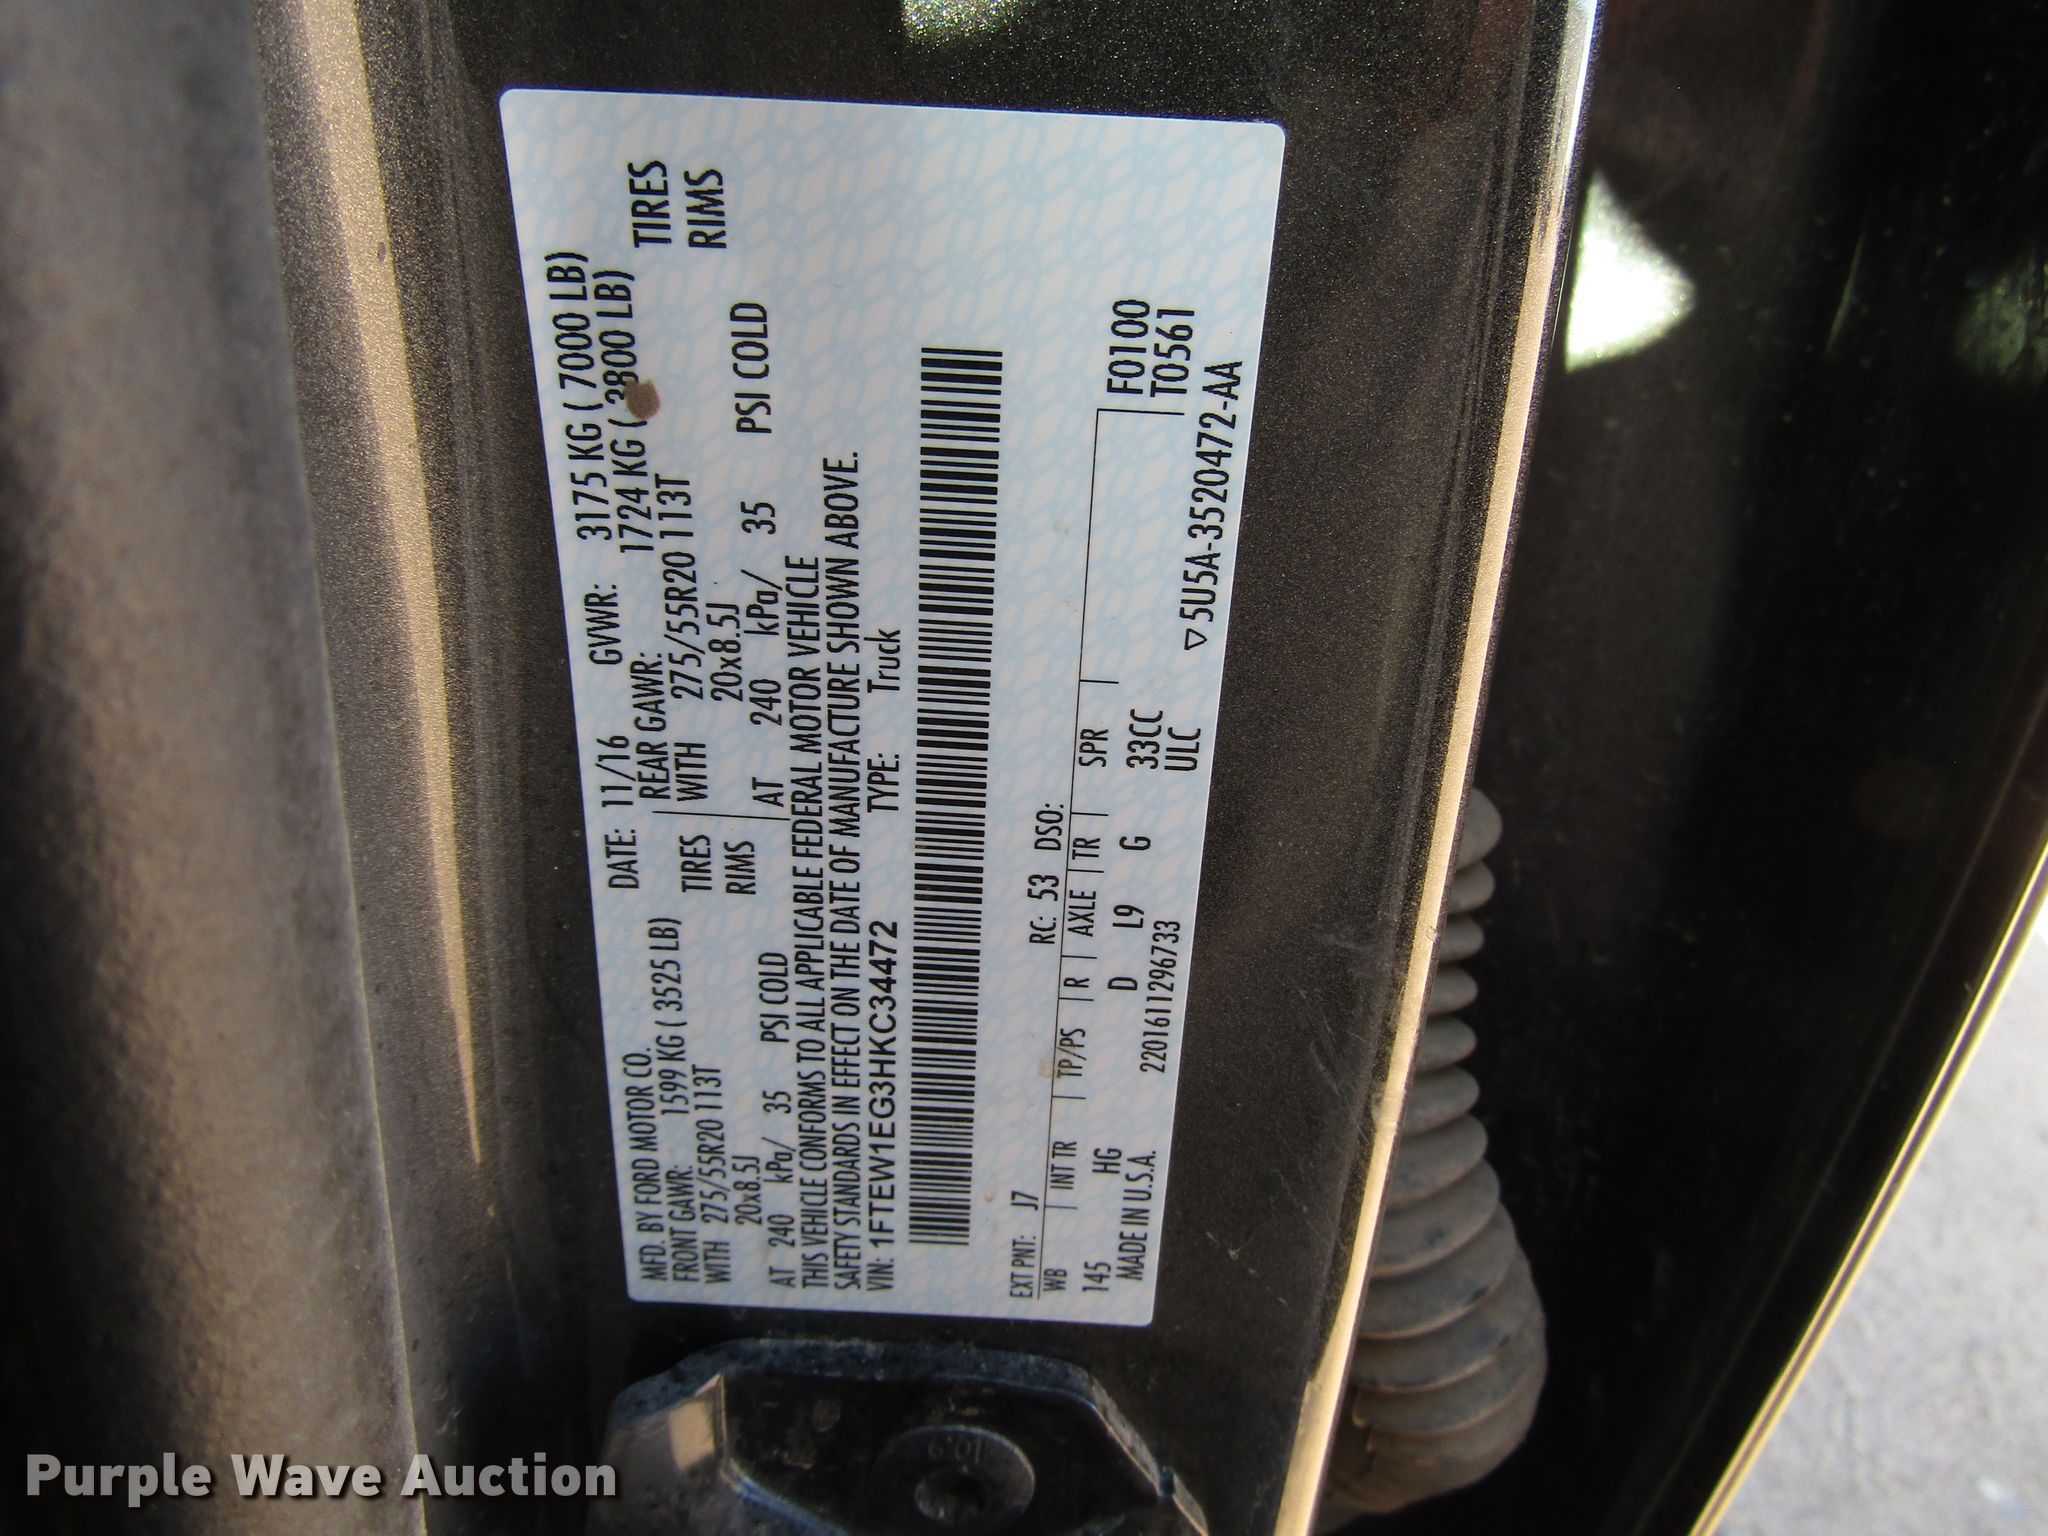 MFD. BY FORD MOTOR CO. DATE: 11/16 GVWR: 3175 KG ( 7000 LB)
FRONT GAWR: 1599 KG ( 3525 LB) REAR GAWR: 1724 KG ( 3800 LB)
WITH 275/55R20 113T TIRES WITH 275/55R20 113T TIRES
20x8.5J RIMS 20x8.5J RIMS
AT 240 kPa/ 35 PSI COLD AT 240 kPa/ 35 PSI COLD
THIS VEHICLE CONFORMS TO ALL APPLICABLE FEDERAL MOTOR VEHICLE
SAFETY STANDARDS IN EFFECT ON THE DATE OF MANUFACTURE SHOWN ABOVE.
VIN: 1FTEW1EG3HKC34472 TYPE: Truck
EXT PNT: J7 RC: 53 DSO:
WB INT TR TP/PS R AXLE TR SPR F0100
145 HG D L9 G 33CC T0561
MADE IN U.S.A. 2201611296733 ULC ▽5U5A-3520472-AA
10.9
Purple Wave Auction